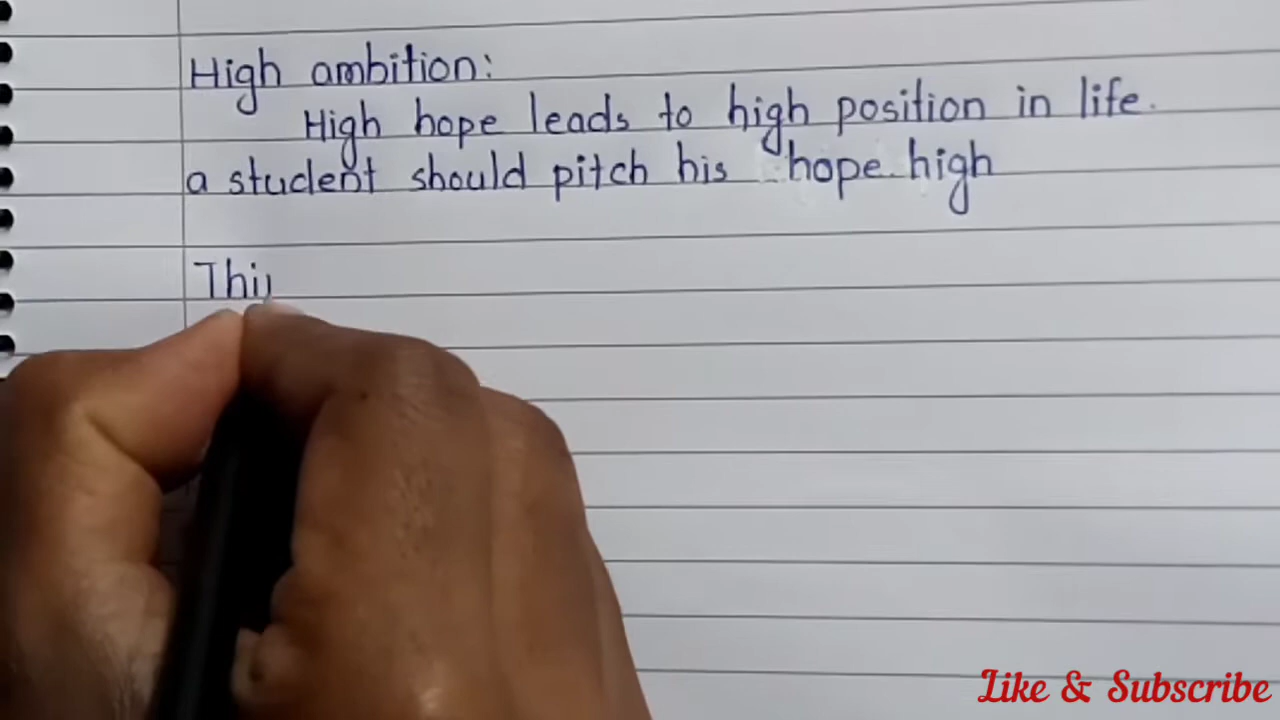 High ambition:
High hope leads to high position in life.
a student should pitch his hope high
Like & Subscribe